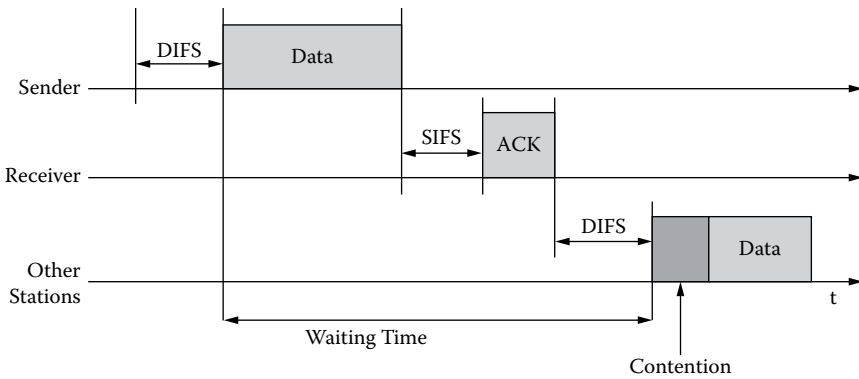 DIFS
Data
Sender
SIFS
ACK
Receiver
DIFS
Data
Other
Stations
t
Waiting Time
Contention